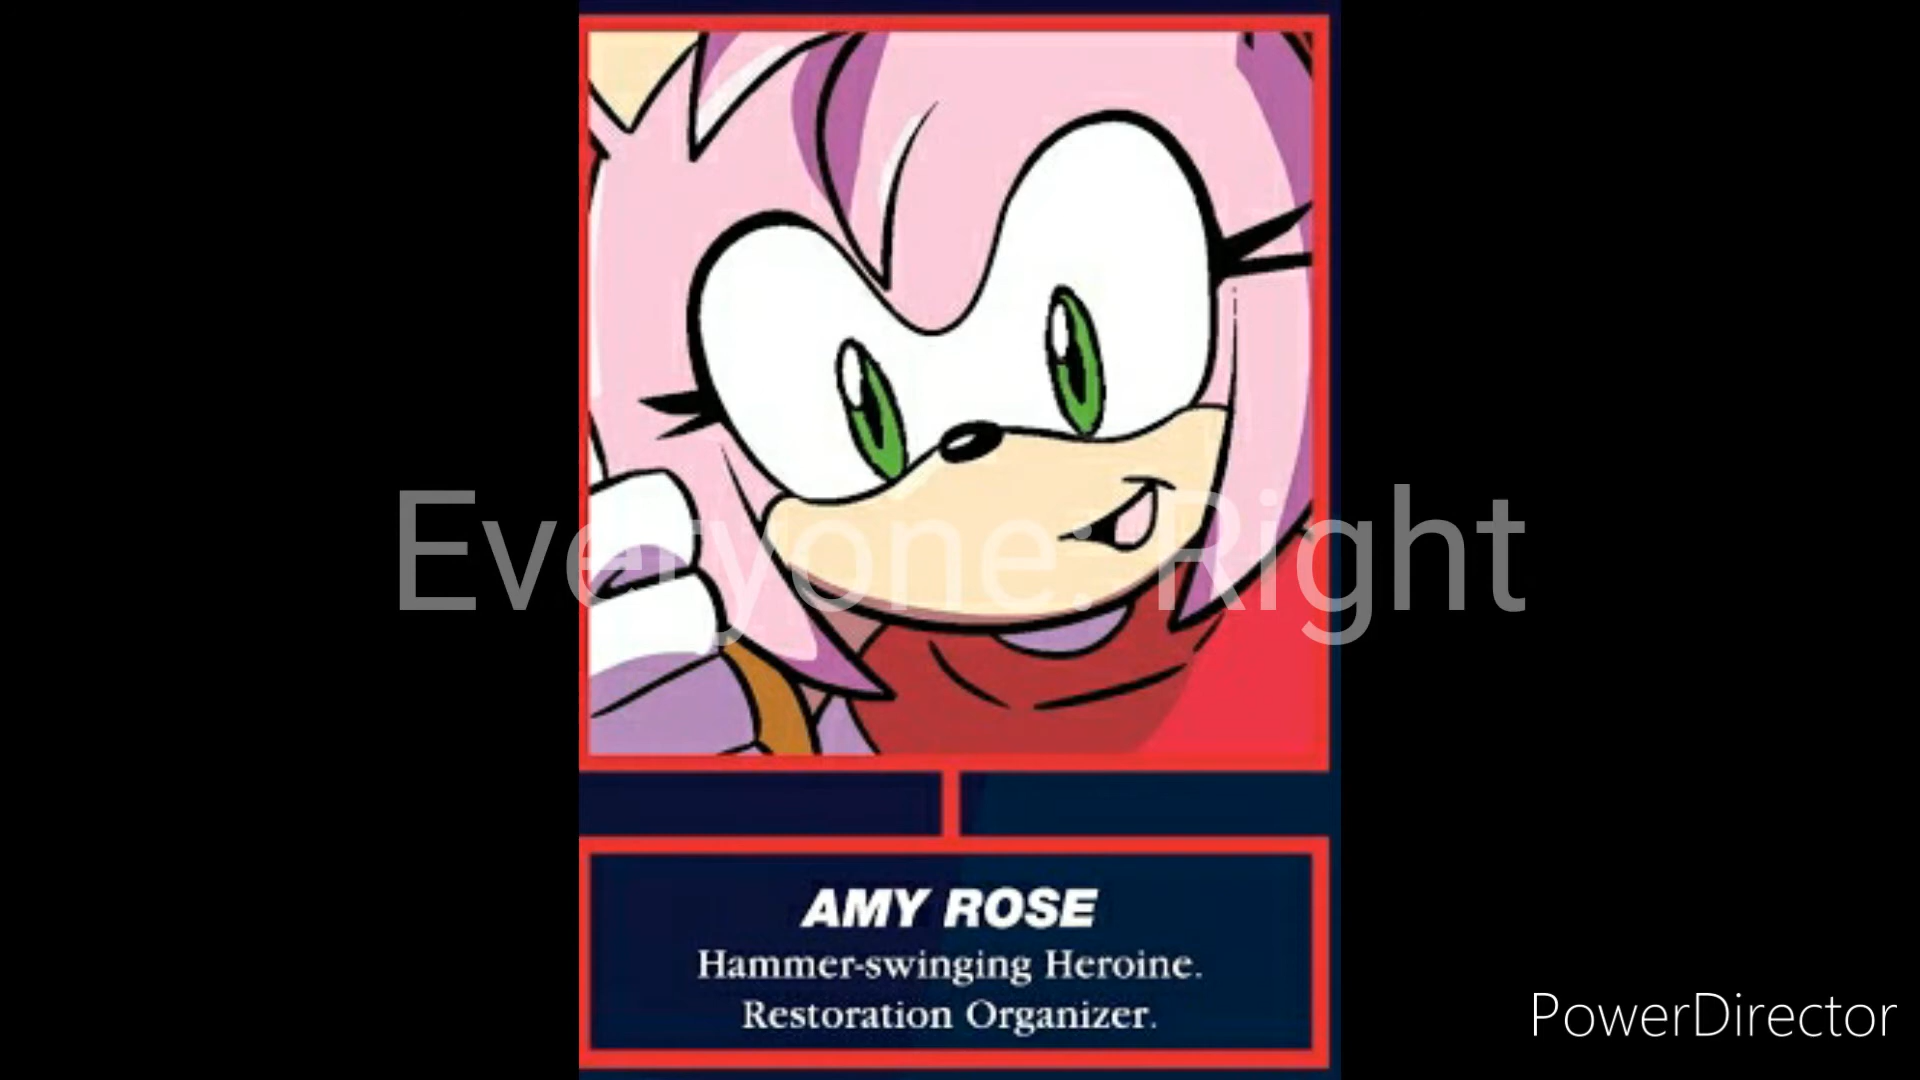 Everyone: Right
AMY ROSE
Hammer-swinging Heroine.
Restoration Organizer.
PowerDirector